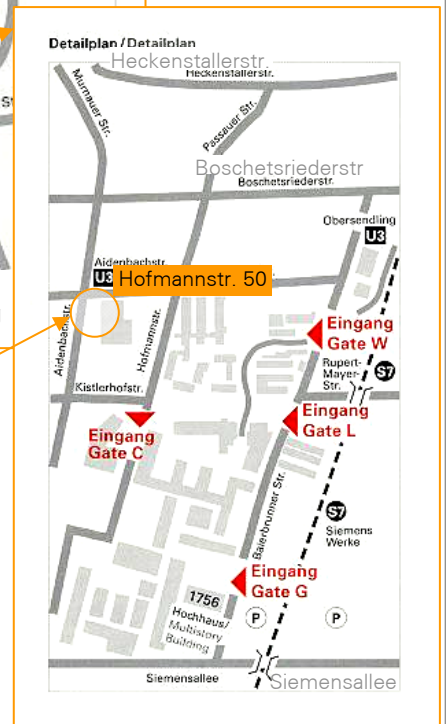 Detailplan / Detailplan
Heckenstallerstr.
Heckenstallerstr.
Murnauer Str.
Passauer Str.
Boschetsriederstr
Boschetsriederstr.
Obersendling
U3
Aidenbachstr.
U3
Hofmannstr. 50
Aidenbachstr.
Hofmannstr.
Eingang
Gate W
Rupert-
Mayer-
Str.
S7
Kistlerhofstr.
Eingang
Gate C
Eingang
Gate L
Baierbrunner Str.
S7
Siemens
Werke
Eingang
Gate G
1756
Hochhaus/
Multistory
Building
P
P
Siemensallee
Siemensallee